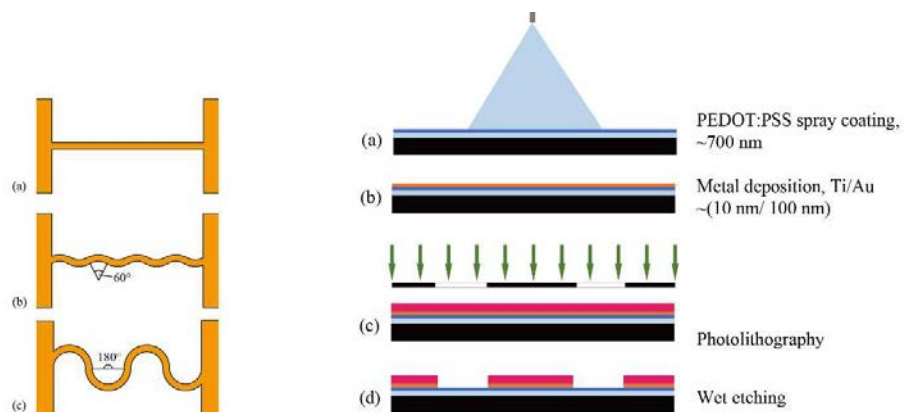 (a)
(b)
60°
180°
(c)
(a)
PEDOT:PSS spray coating,
~700 nm
(b)
Metal deposition, Ti/Au
~(10 nm/ 100 nm)
(c)
Photolithography
(d)
Wet etching